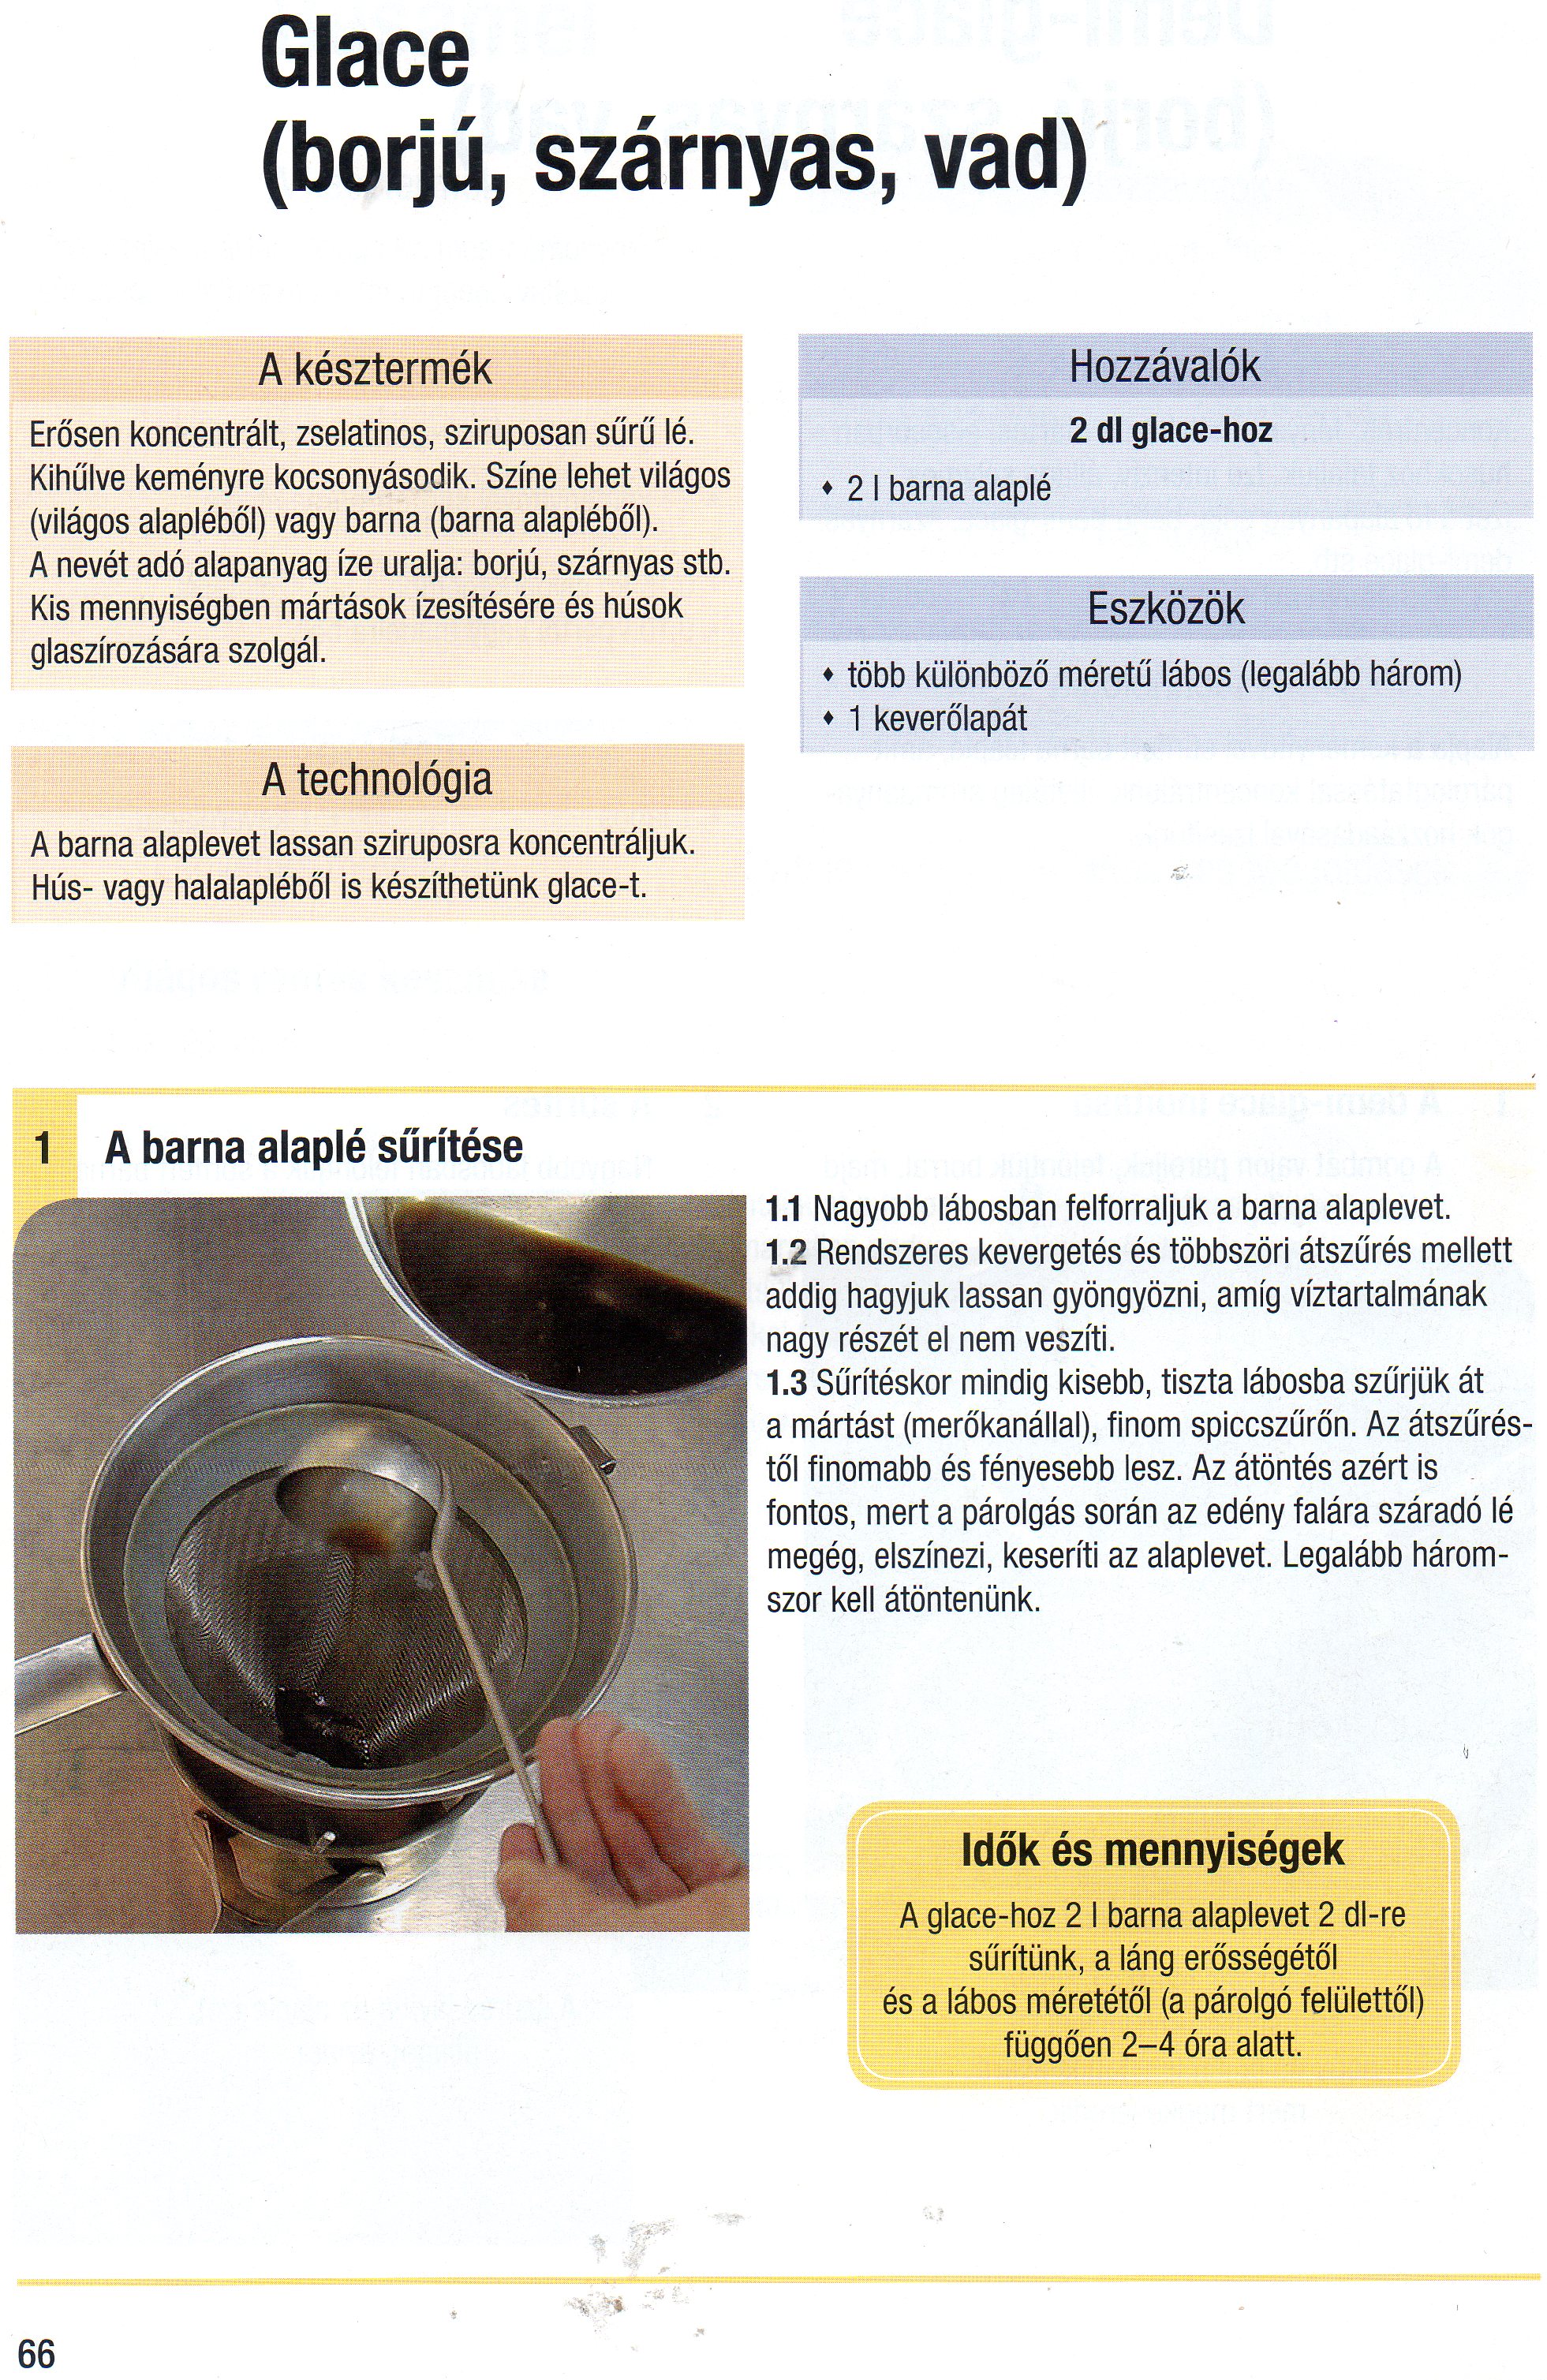 Glace
(borjú, szárnyas, vad)
A késztermék
Erősen koncentrált, zselatinos, sziruposan sűrű lé.
Kihűlve keményre kocsonyásodik. Színe lehet világos
(világos alapléből) vagy barna (barna alapléből).
A nevét adó alapanyag íze uralja: borjú, szárnyas stb.
Kis mennyiségben mártások ízesítésére és húsok
glaszírozására szolgál.
A technológia
A barna alaplevet lassan sziruposra koncentráljuk.
Hús- vagy halalapléből is készíthetünk glace-t.
Hozzávalók
2 dl glace-hoz
♦ 2 l barna alaplé
Eszközök
♦ több különböző méretű lábos (legalább három)
♦ 1 keverőlapát
1 A barna alaplé sűrítése
1.1 Nagyobb lábosban felforraljuk a barna alaplevet.
1.2 Rendszeres kevergetés és többszöri átszűrés mellett
addig hagyjuk lassan gyöngyözni, amíg víztartalmának
nagy részét el nem veszíti.
1.3 Sűrítéskor mindig kisebb, tiszta lábosba szűrjük át
a mártást (merőkanállal), finom spiccszűrőn. Az átszűrés-
től finomabb és fényesebb lesz. Az átöntés azért is
fontos, mert a párolgás során az edény falára száradó lé
megég, elszínezi, keseríti az alaplevet. Legalább három-
szor kell átöntenünk.
Idők és mennyiségek
A glace-hoz 2 l barna alaplevet 2 dl-re
sűrítünk, a láng erősségétől
és a lábos méretétől (a párolgó felülettől)
függően 2–4 óra alatt.
66